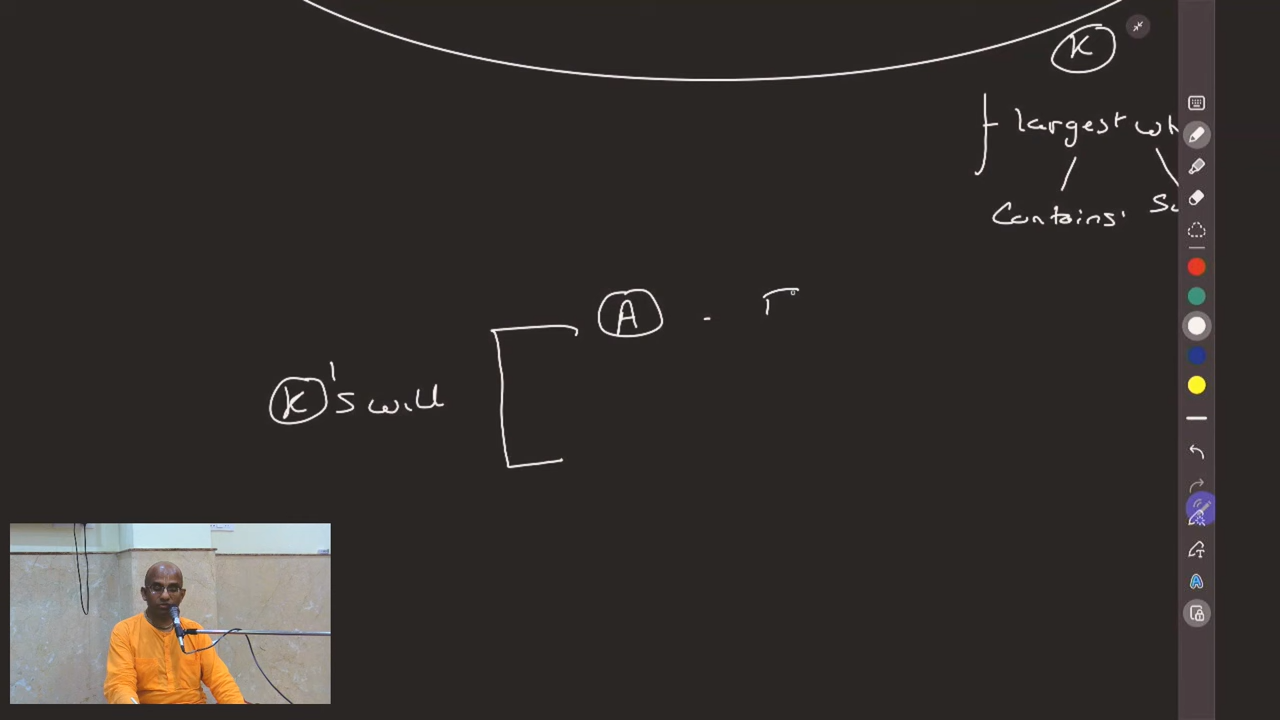 K
largest
Contains
A .
K's will